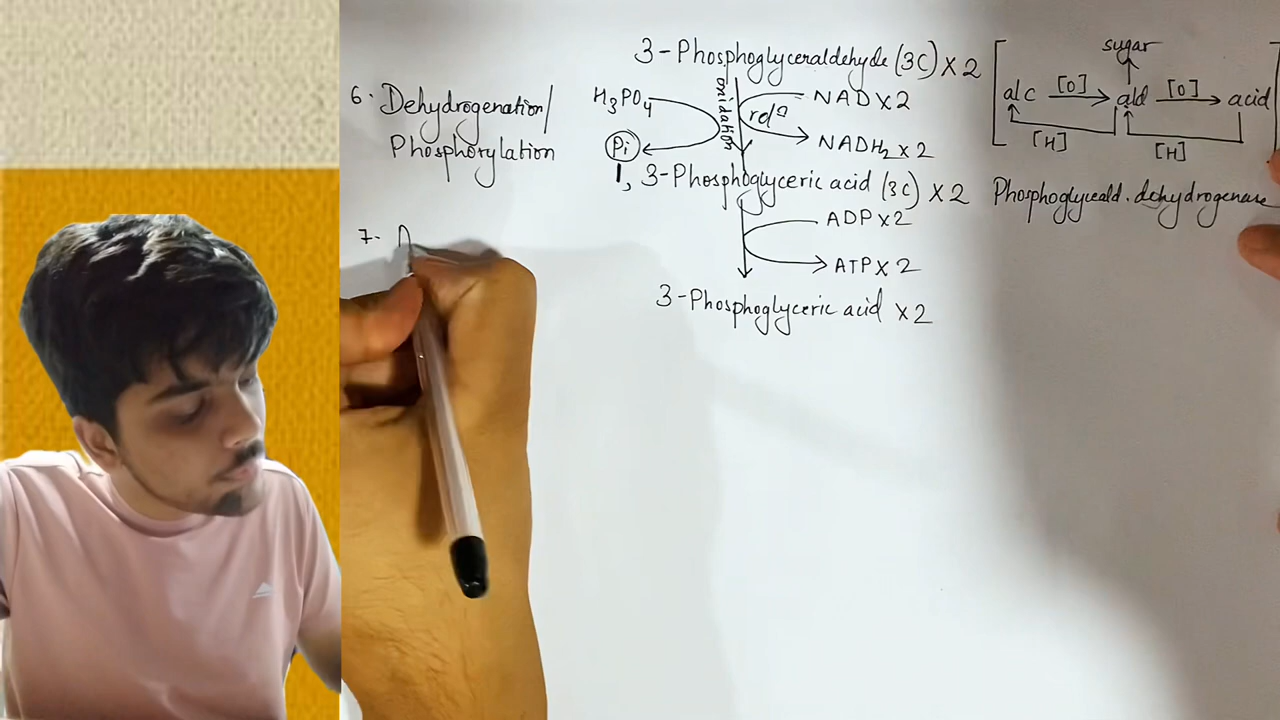 3-Phosphoglyceraldehyde (3C) X 2
6. Dehydrogenation/
Phosphorylation
H₃PO₄
Pi
oxidation
redⁿ
NAD X 2
NADH₂ X 2
sugar
alc [O] ald [O] acid
[H] [H]
1, 3-Phosphoglyceric acid (3C) X 2
Phosphoglycerald. dehydrogenase
ADP X 2
ATP X 2
3-Phosphoglyceric acid X 2
7.